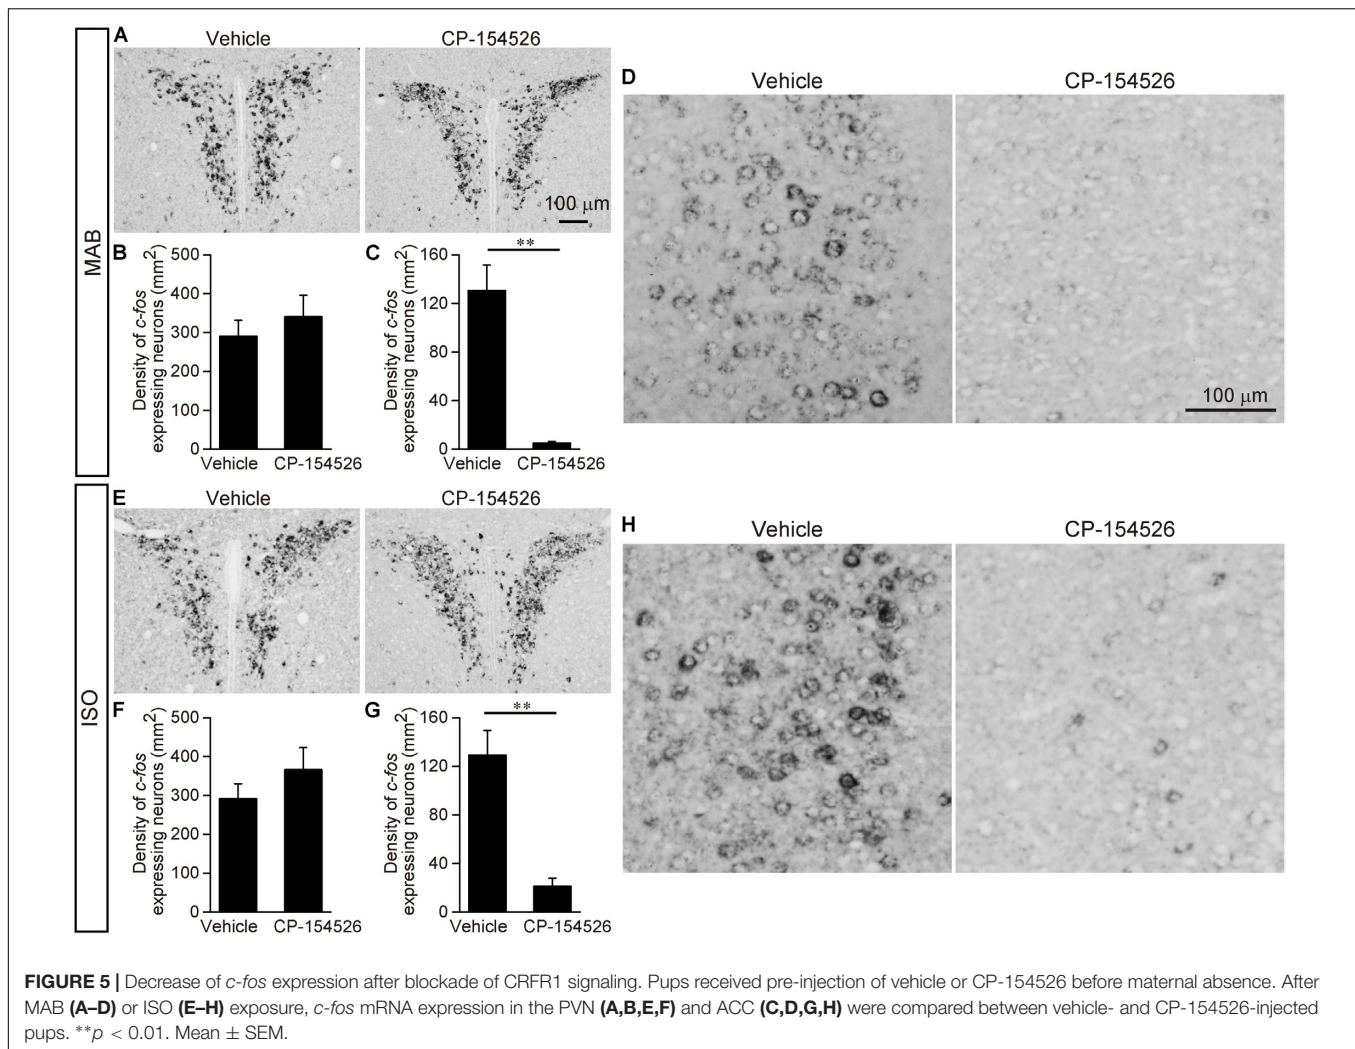 MAB
A
Vehicle
CP-154526
100 μm
B
Density of c-fos
expressing neurons (mm2)
500
400
300
200
100
0
Vehicle
CP-154526
C
Density of c-fos
expressing neurons (mm2)
160
120
80
40
0
**
Vehicle
CP-154526
D
Vehicle
CP-154526
100 μm
ISO
E
Vehicle
CP-154526
F
Density of c-fos
expressing neurons (mm2)
500
400
300
200
100
0
Vehicle
CP-154526
G
Density of c-fos
expressing neurons (mm2)
160
120
80
40
0
**
Vehicle
CP-154526
H
Vehicle
CP-154526
FIGURE 5 | Decrease of c-fos expression after blockade of CRFR1 signaling. Pups received pre-injection of vehicle or CP-154526 before maternal absence. After
MAB (A–D) or ISO (E–H) exposure, c-fos mRNA expression in the PVN (A,B,E,F) and ACC (C,D,G,H) were compared between vehicle- and CP-154526-injected
pups. **p < 0.01. Mean ± SEM.